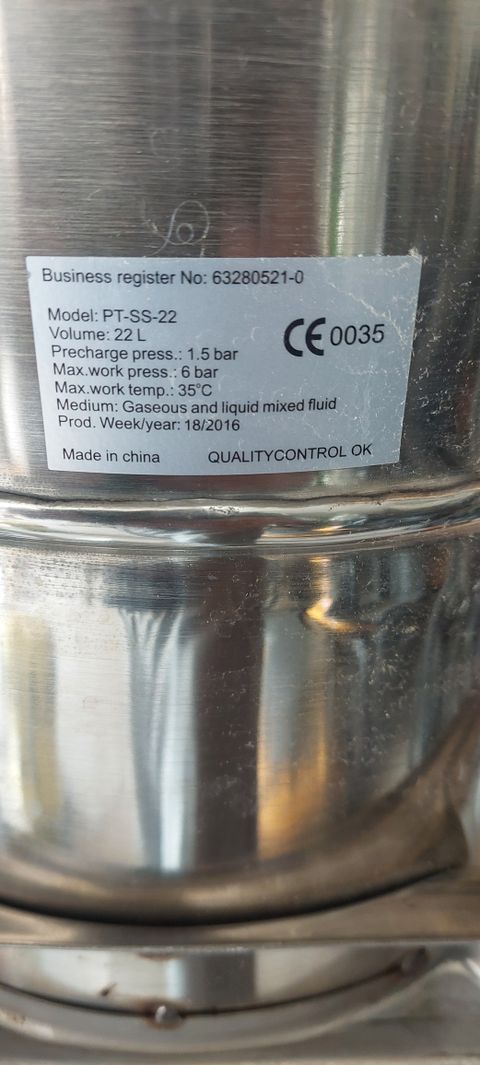 Business register No: 63280521-0
Model: PT-SS-22
Volume: 22 L
Precharge press.: 1.5 bar
CE 0035
Max.work press.: 6 bar
Max.work temp.: 35°C
Medium: Gaseous and liquid mixed fluid
Prod. Week/year: 18/2016
Made in china QUALITYCONTROL OK